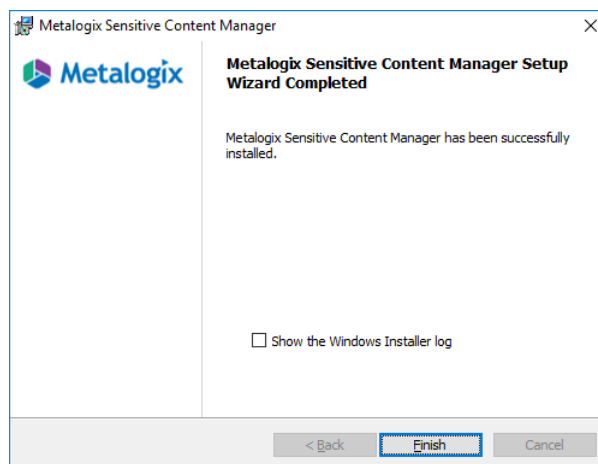 Metalogix Sensitive Content Manager
Metalogix
Metalogix Sensitive Content Manager Setup
Wizard Completed
Metalogix Sensitive Content Manager has been successfully
installed.
Show the Windows Installer log
< Back
Finish
Cancel